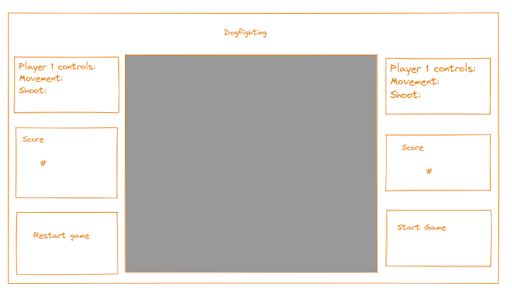 Dogfighting
Player 1 controls:
Movement:
Shoot:
Score
#
Restart game
Player 1 controls:
Movement:
Shoot:
Score
#
Start Game